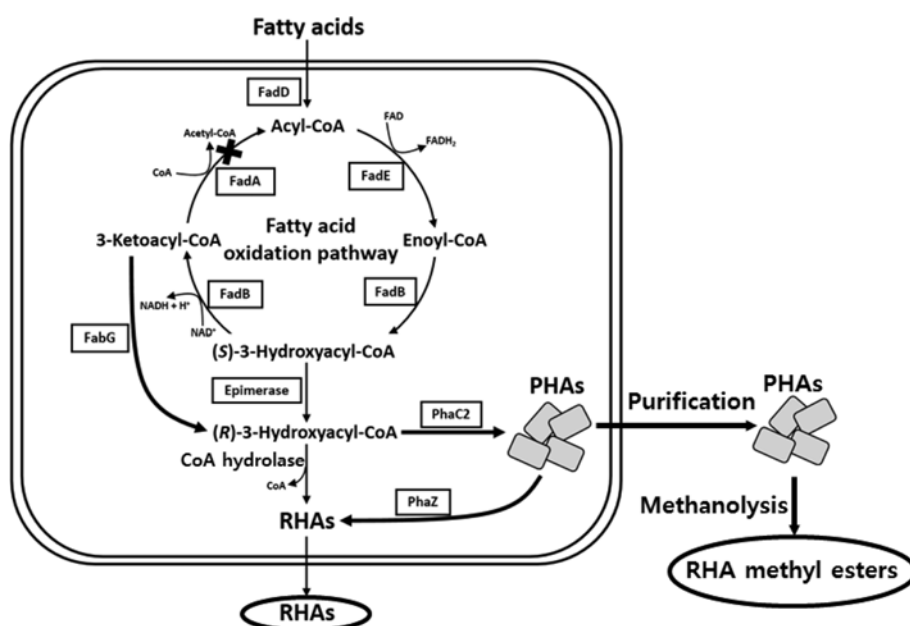 Fatty acids
FadD
Acyl-CoA
Acetyl-CoA
FAD
FADH₂
CoA
FadA
FadE
3-Ketoacyl-CoA
Fatty acid
oxidation pathway
Enoyl-CoA
FadB
FadB
NADH + H⁺
NAD⁺
FabG
(S)-3-Hydroxyacyl-CoA
Epimerase
PHAs
PHAs
Purification
(R)-3-Hydroxyacyl-CoA
PhaC2
CoA hydrolase
CoA
PhaZ
RHAs
Methanolysis
RHA methyl esters
RHAs